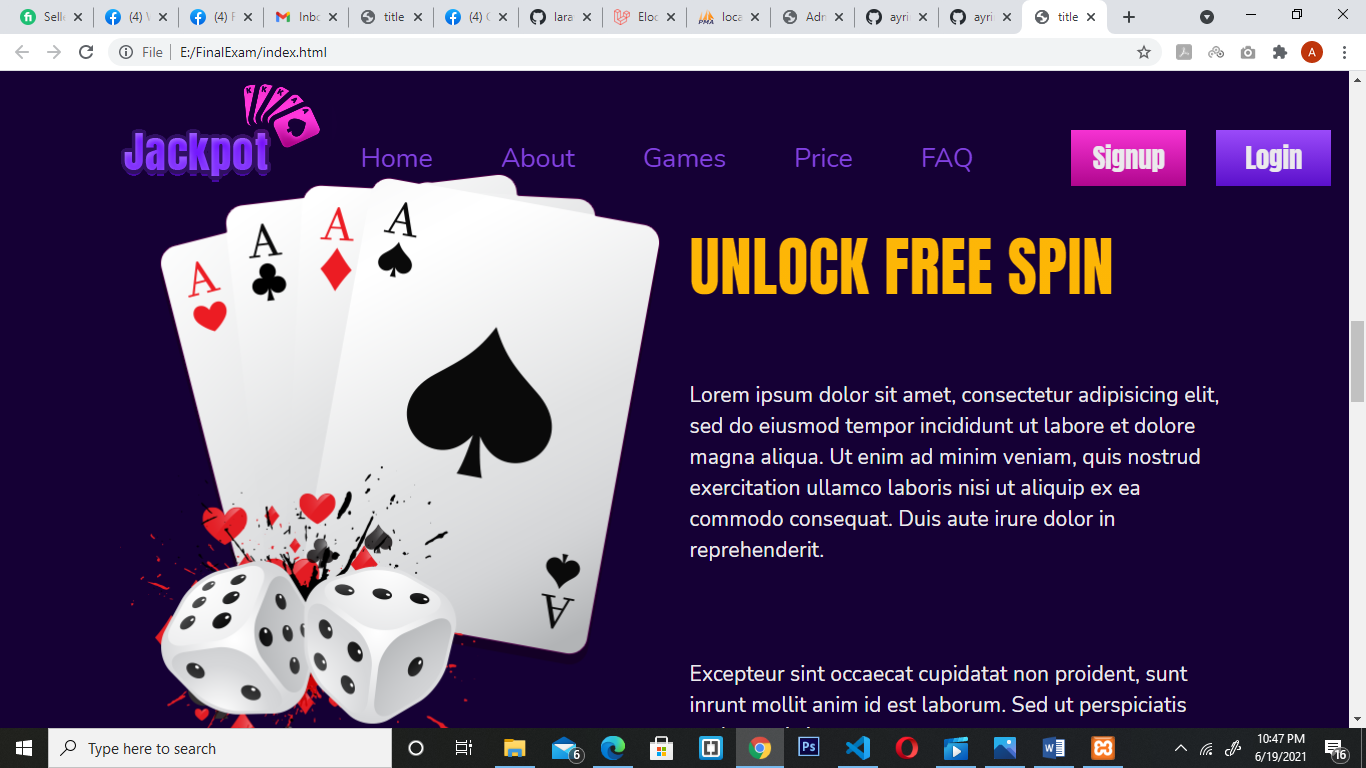 Selle (4) V (4) F Inbo title (4) C lara Eloc loca Adm ayri ayri title
File E:/FinalExam/index.html A
Jackpot
Home About Games Price FAQ Signup Login
A A A A
UNLOCK FREE SPIN
Lorem ipsum dolor sit amet, consectetur adipisicing elit,
sed do eiusmod tempor incididunt ut labore et dolore
magna aliqua. Ut enim ad minim veniam, quis nostrud
exercitation ullamco laboris nisi ut aliquip ex ea
commodo consequat. Duis aute irure dolor in
reprehenderit.
A
Excepteur sint occaecat cupidatat non proident, sunt
inrunt mollit anim id est laborum. Sed ut perspiciatis
Type here to search 6 Ps 10:47 PM
6/19/2021 16